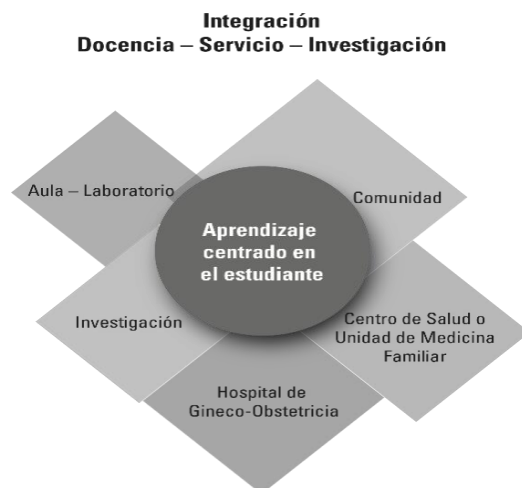 Integración
Docencia – Servicio – Investigación
Aula – Laboratorio
Comunidad
Aprendizaje
centrado en
el estudiante
Investigación
Centro de Salud o
Unidad de Medicina
Familiar
Hospital de
Gineco-Obstetricia